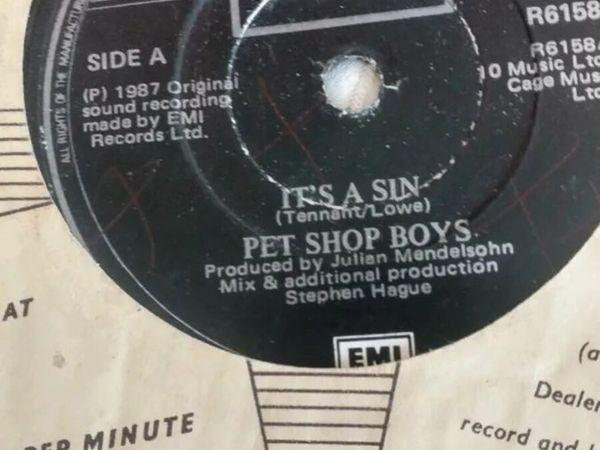 R6158
SIDE A
R6158
10 Music Ltd
Cage Mus
Ltd
(P) 1987 Original
sound recording
made by EMI
Records Ltd.
ALL RIGHTS OF THE MANUFACTUR
IT'S A SIN
(Tennant/Lowe)
PET SHOP BOYS
Produced by Julian Mendelsohn
Mix & additional production
Stephen Hague
EMI
AT
PER MINUTE
(a
Dealer
record and